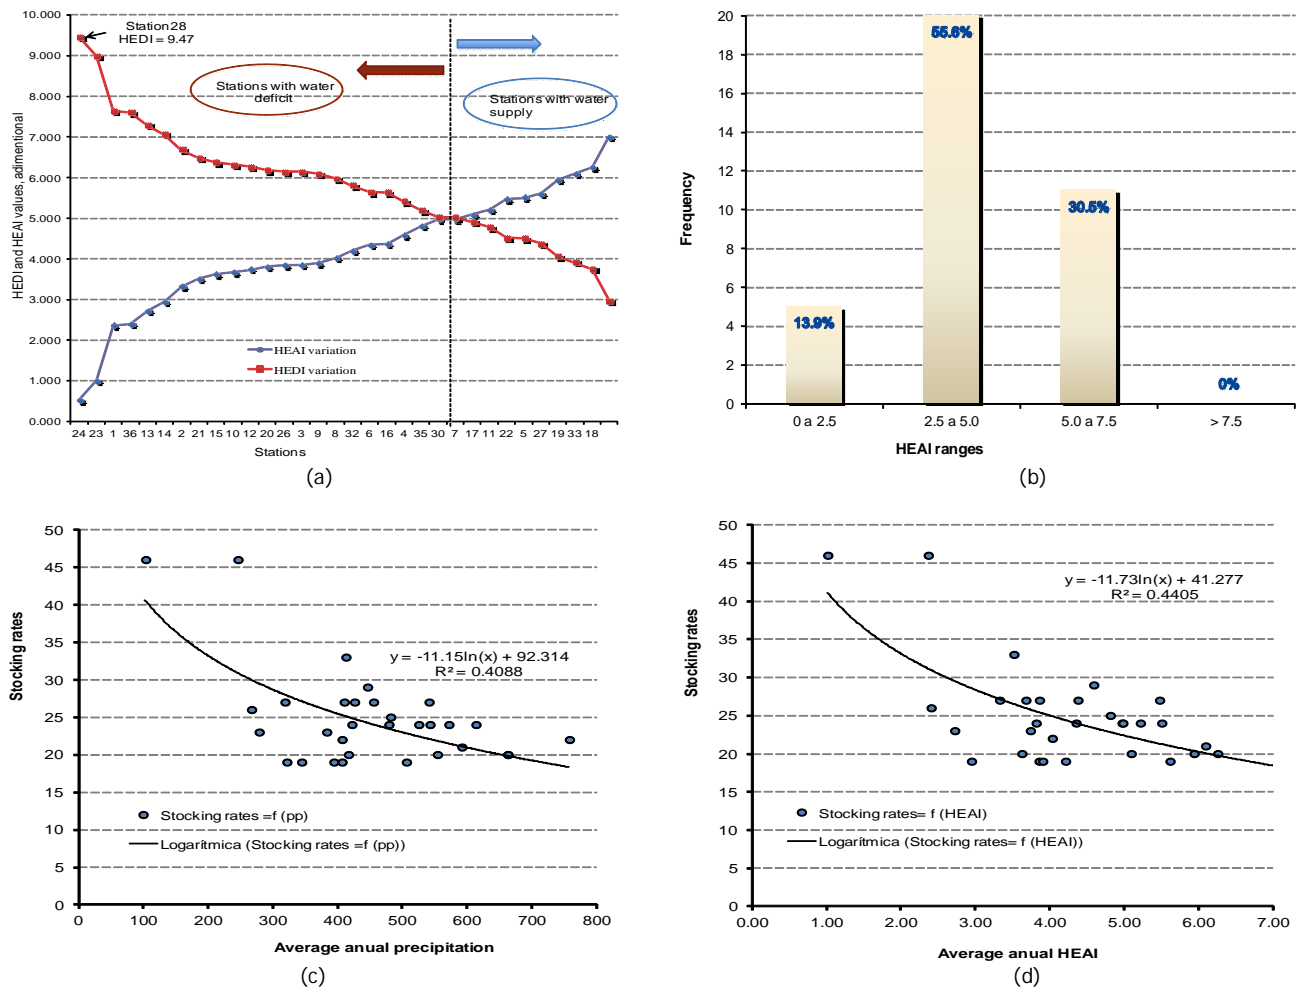 Station28
HEDI = 9.47
Stations with water
deficit
Stations with water
supply
HEDI and HEAI values, adimentional
10.000
9.000
8.000
7.000
6.000
5.000
4.000
3.000
2.000
1.000
0.000
HEAI variation
HEDI variation
24 23 1 36 13 14 2 21 15 10 12 20 26 3 9 8 32 6 16 4 35 30 7 17 11 22 5 27 19 33 18
Stations
(a)
Frequency
20
18
16
14
12
10
8
6
4
2
0
13.9%
55.6%
30.5%
0%
0 a 2.5 2.5 a 5.0 5.0 a 7.5 > 7.5
HEAI ranges
(b)
Stocking rates
50
45
40
35
30
25
20
15
10
5
0
y = -11.15ln(x) + 92.314
R² = 0.4088
Stocking rates =f (pp)
Logarítmica (Stocking rates =f (pp))
0 100 200 300 400 500 600 700 800
Average anual precipitation
(c)
Stocking rates
50
45
40
35
30
25
20
15
10
5
0
y = -11.73ln(x) + 41.277
R² = 0.4405
Stocking rates= f (HEAI)
Logarítmica (Stocking rates= f (HEAI))
0.00 1.00 2.00 3.00 4.00 5.00 6.00 7.00
Average anual HEAI
(d)